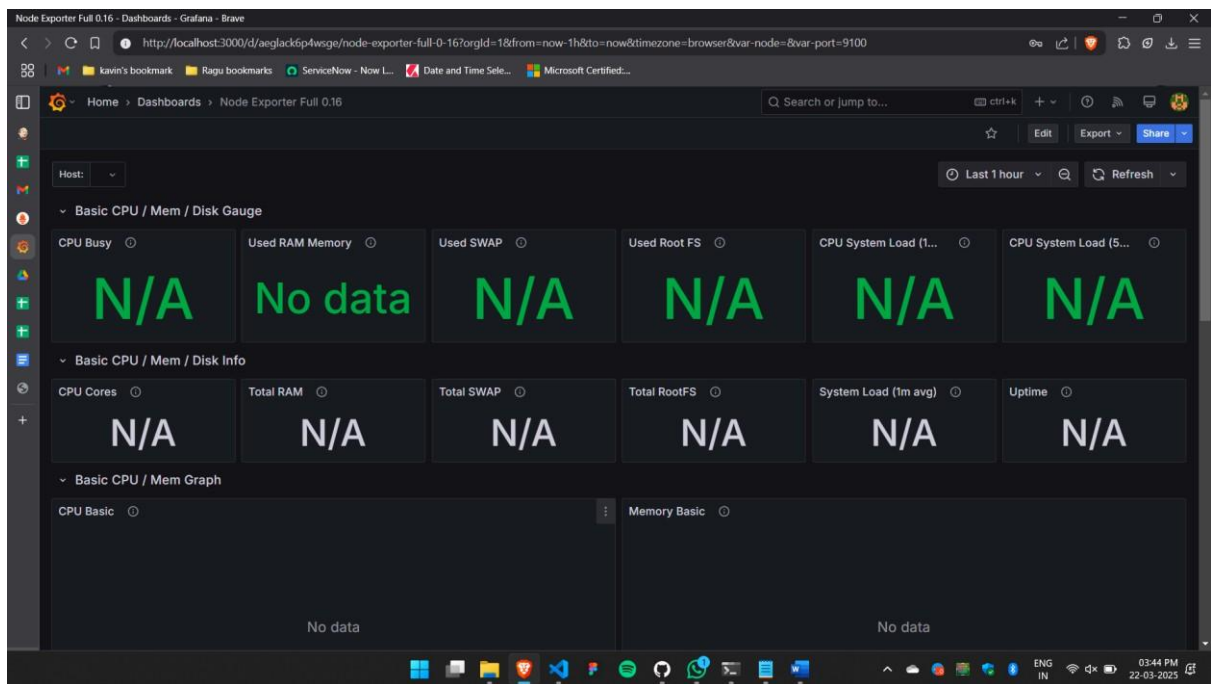 Node Exporter Full 0.16 - Dashboards - Grafana - Brave
http://localhost:3000/d/aeglack6p4wsge/node-exporter-full-0-16?orgId=1&from=now-1h&to=now&timezone=browser&var-node=&var-port=9100
kavin's bookmark Ragu bookmarks ServiceNow - Now L... Date and Time Sele... Microsoft Certified:...
Home › Dashboards › Node Exporter Full 0.16 Search or jump to... ctrl+k
Edit Export Share
Host: Last 1 hour Refresh
Basic CPU / Mem / Disk Gauge
CPU Busy Used RAM Memory Used SWAP Used Root FS CPU System Load (1... CPU System Load (5...
N/A No data N/A N/A N/A N/A
Basic CPU / Mem / Disk Info
CPU Cores Total RAM Total SWAP Total RootFS System Load (1m avg) Uptime
N/A N/A N/A N/A N/A N/A
Basic CPU / Mem Graph
CPU Basic Memory Basic
No data No data
ENG 03:44 PM
IN 22-03-2025